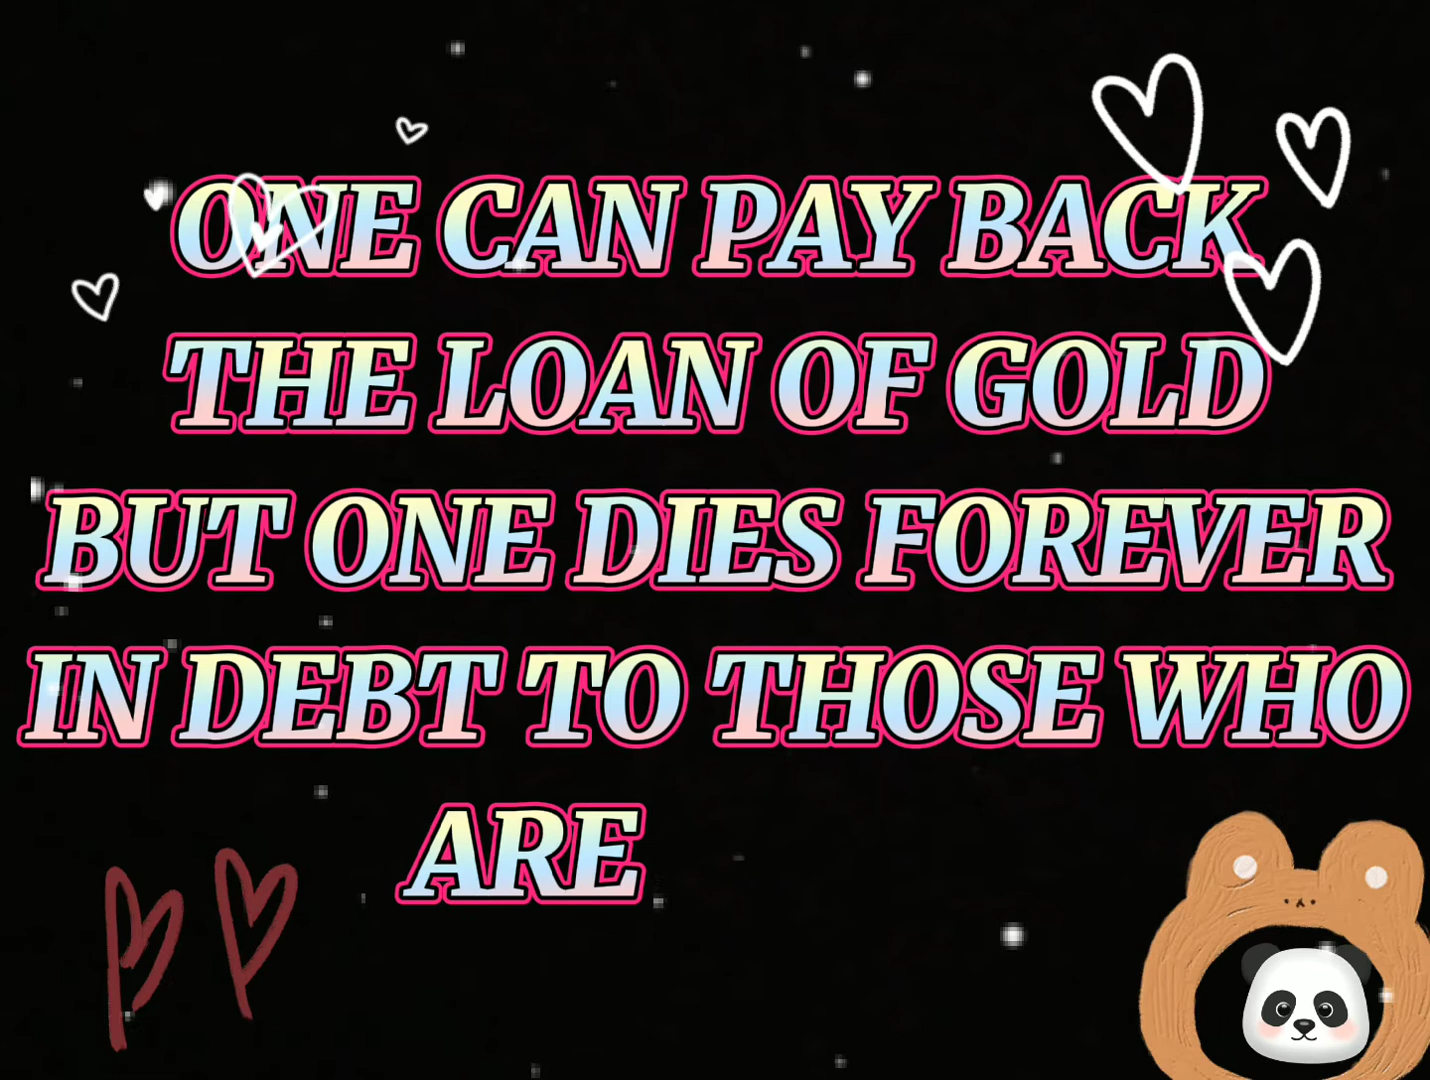 ONE CAN PAY BACK
THE LOAN OF GOLD
BUT ONE DIES FOREVER
IN DEBT TO THOSE WHO
ARE